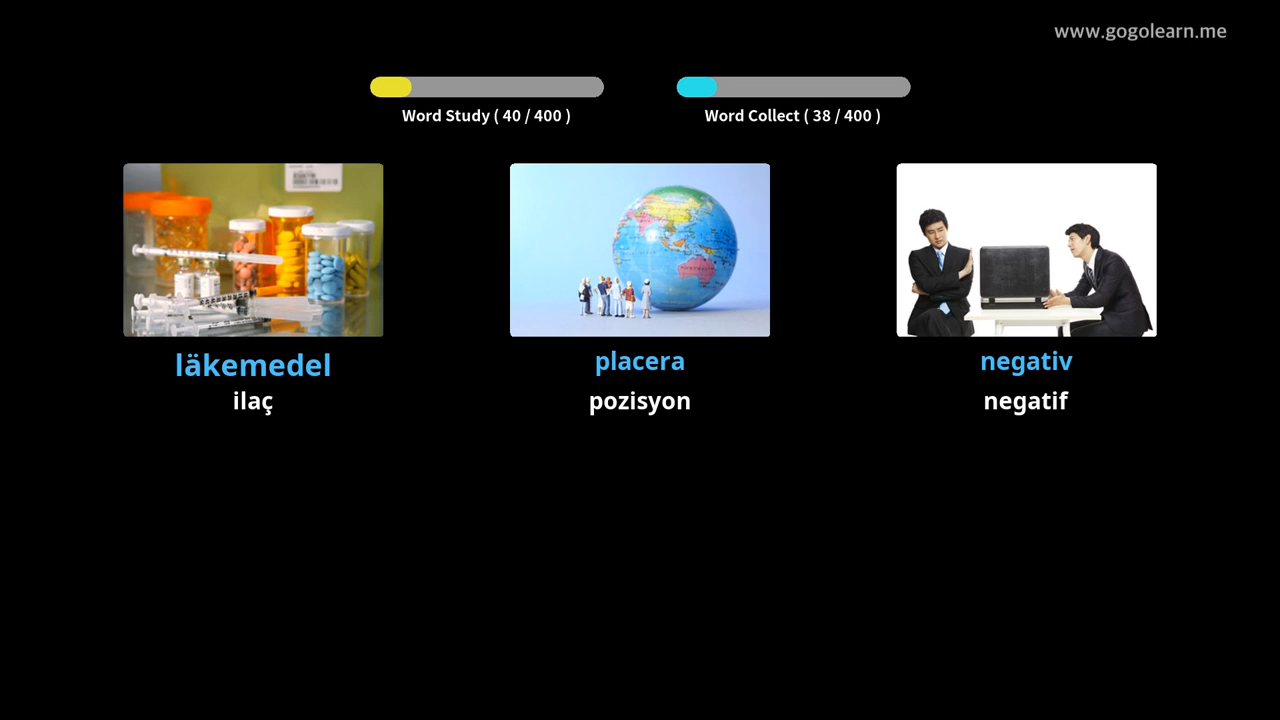 www.gogolearn.me
Word Study ( 40 / 400 )
Word Collect ( 38 / 400 )
läkemedel
ilaç
placera
pozisyon
negativ
negatif